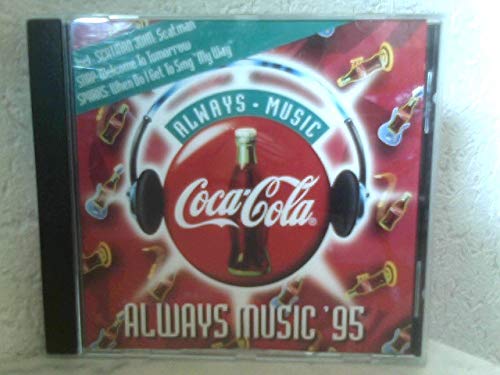 incl. SCATMAN JOHN, Scatman
SNAP-Welcome To Tomorrow
SPARKS-When Do I Get To Sing "My Way"
ALWAYS • MUSIC
Coca-Cola ®
ALWAYS MUSIC '95